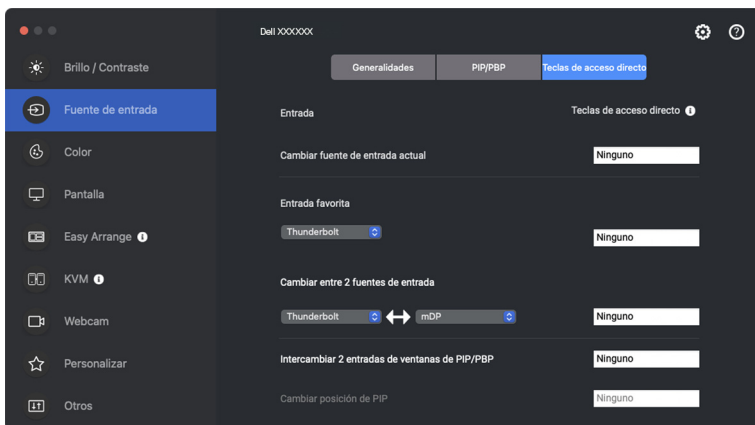 Dell XXXXXX
Brillo / Contraste
Fuente de entrada
Color
Pantalla
Easy Arrange
KVM
Webcam
Personalizar
Otros
Generalidades
PIP/PBP
Teclas de acceso directo
Entrada
Teclas de acceso directo
Cambiar fuente de entrada actual
Ninguno
Entrada favorita
Thunderbolt
Ninguno
Cambiar entre 2 fuentes de entrada
Thunderbolt
mDP
Ninguno
Intercambiar 2 entradas de ventanas de PIP/PBP
Ninguno
Cambiar posición de PIP
Ninguno